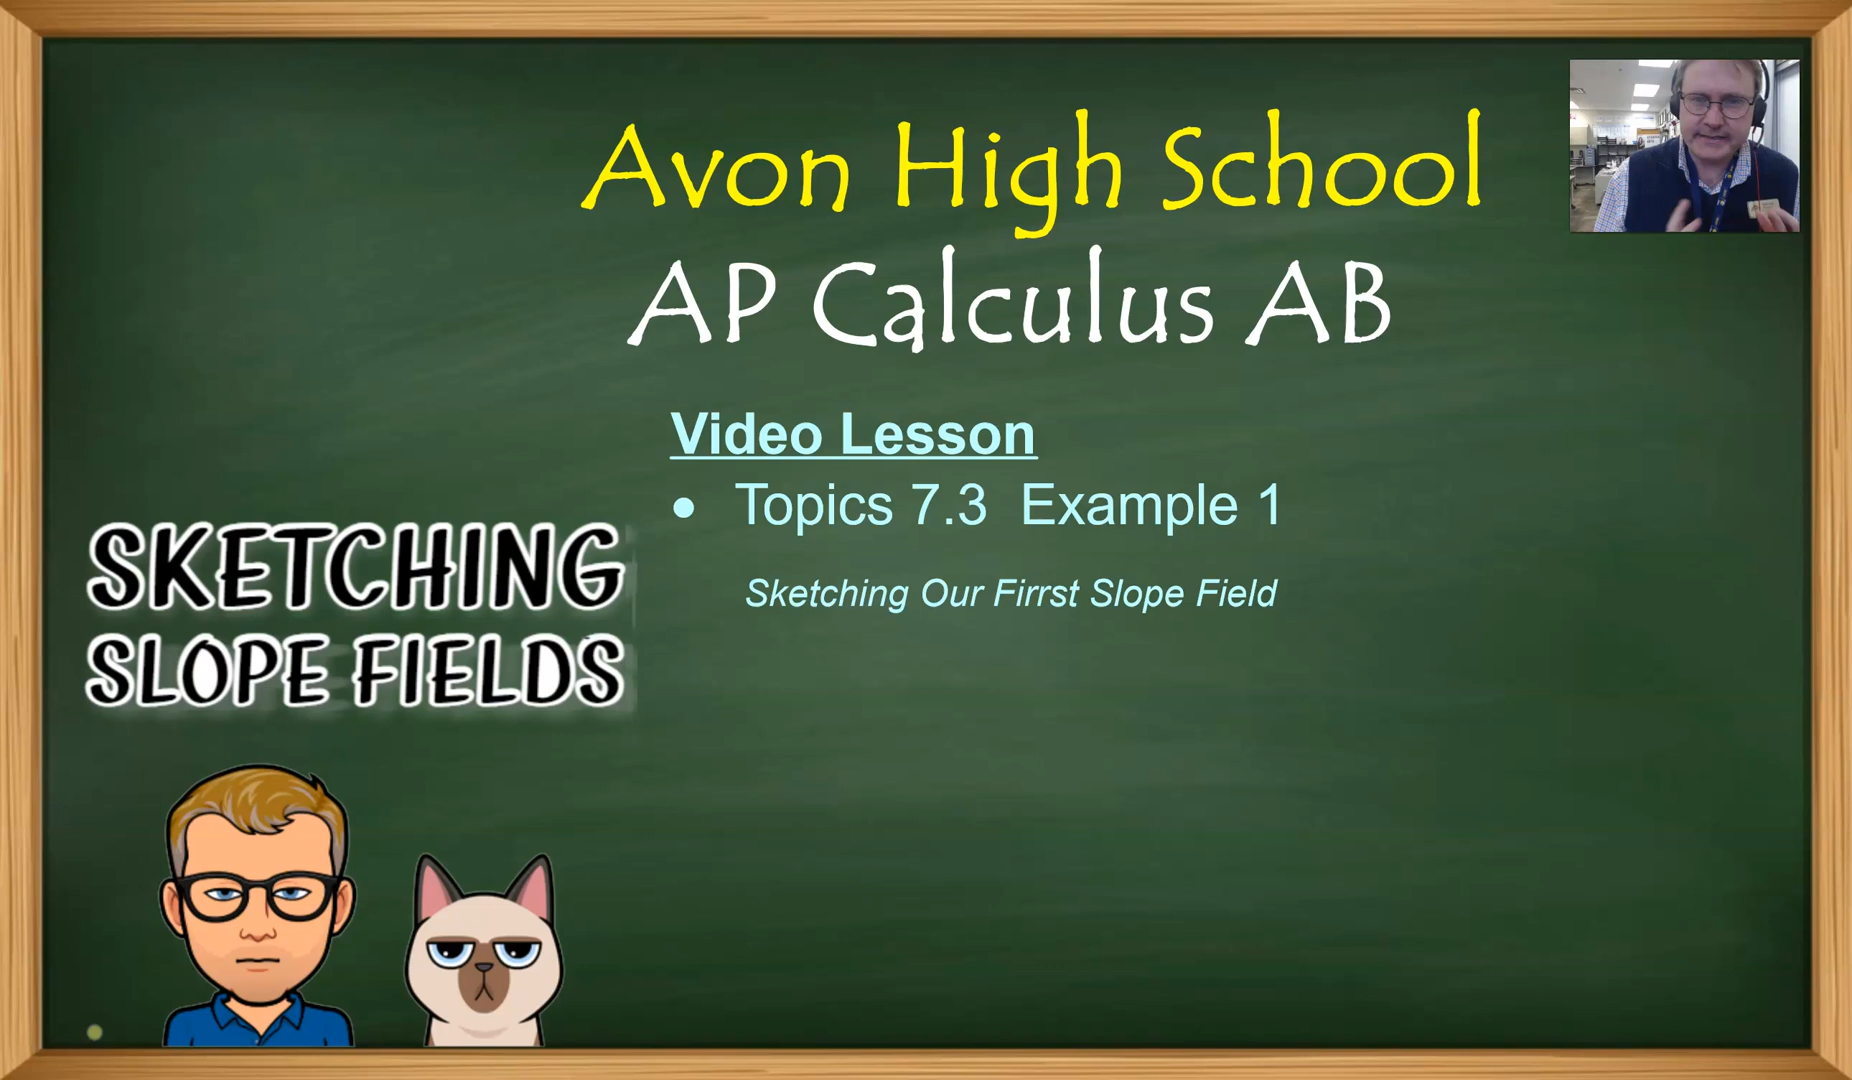 Avon High School
AP Calculus AB
Video Lesson
● Topics 7.3 Example 1
Sketching Our Firrst Slope Field
SKETCHING
SLOPE FIELDS